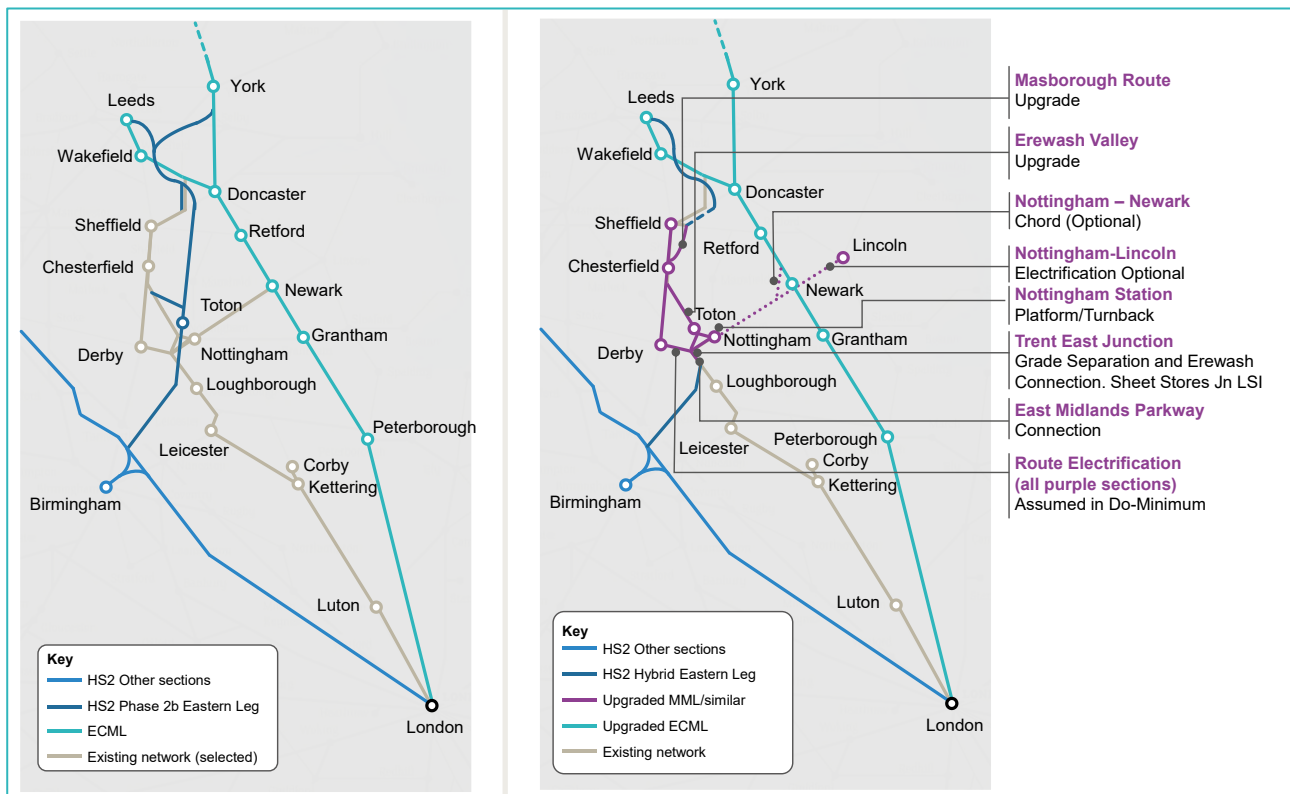 York
Leeds
Wakefield
Doncaster
Sheffield
Retford
Chesterfield
Newark
Toton
Grantham
Derby
Nottingham
Loughborough
Peterborough
Leicester
Corby
Kettering
Birmingham
Luton
London
Key
HS2 Other sections
HS2 Phase 2b Eastern Leg
ECML
Existing network (selected)
York
Leeds
Wakefield
Doncaster
Sheffield
Retford
Lincoln
Chesterfield
Newark
Toton
Nottingham
Grantham
Derby
Loughborough
Leicester
Peterborough
Corby
Kettering
Birmingham
Luton
London
Key
HS2 Other sections
HS2 Hybrid Eastern Leg
Upgraded MML/similar
Upgraded ECML
Existing network
Masborough Route
Upgrade
Erewash Valley
Upgrade
Nottingham – Newark
Chord (Optional)
Nottingham-Lincoln
Electrification Optional
Nottingham Station
Platform/Turnback
Trent East Junction
Grade Separation and Erewash
Connection. Sheet Stores Jn LSI
East Midlands Parkway
Connection
Route Electrification
(all purple sections)
Assumed in Do-Minimum